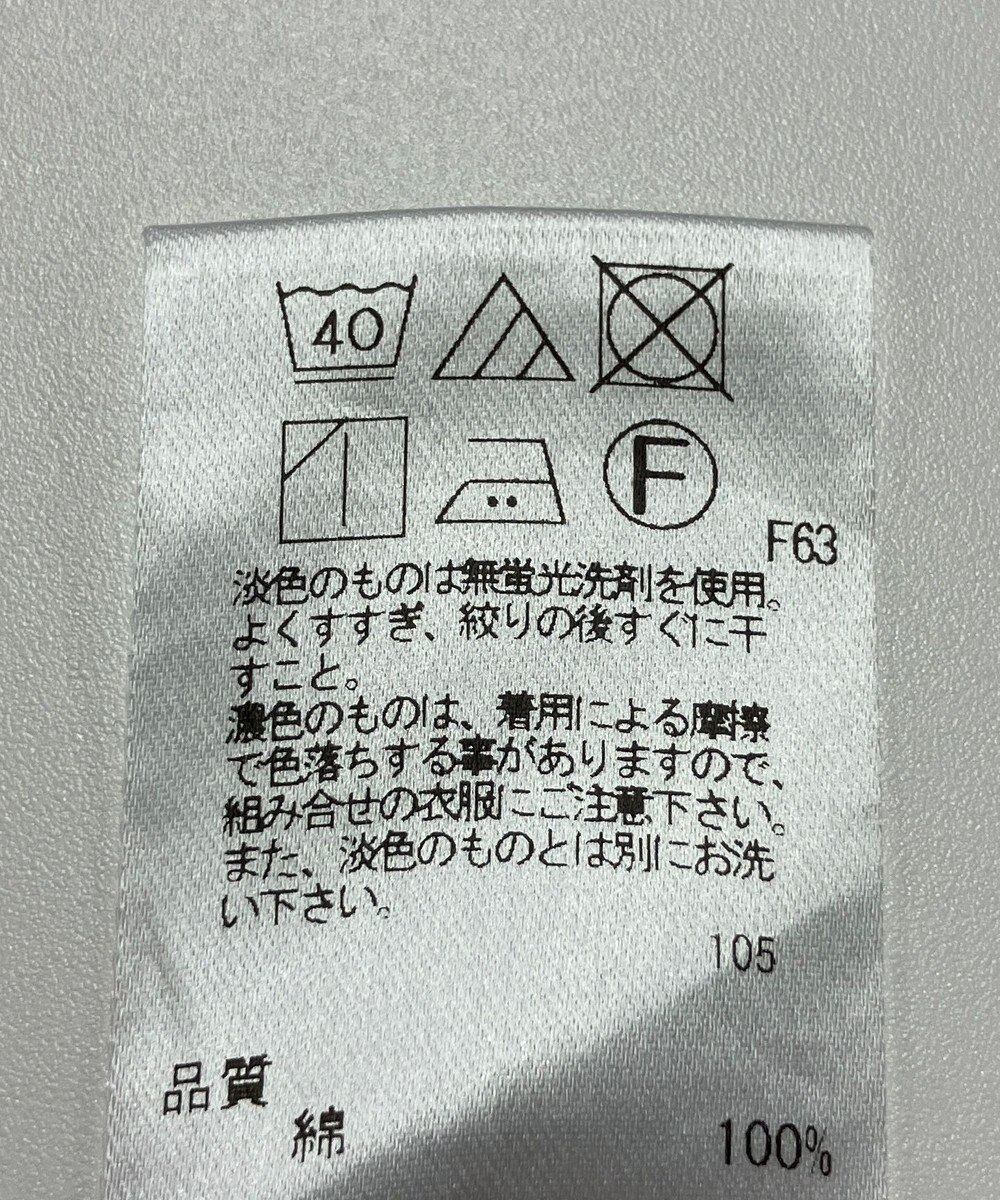 40
F
F63
淡色のものは無蛍光洗剤を使用。
よくすすぎ、絞りの後すぐに干
すこと。
濃色のものは、着用による摩擦
で色落ちする事がありますので、
組み合せの衣服にご注意下さい。
また、淡色のものとは別にお洗
い下さい。
105
品質
綿 100%